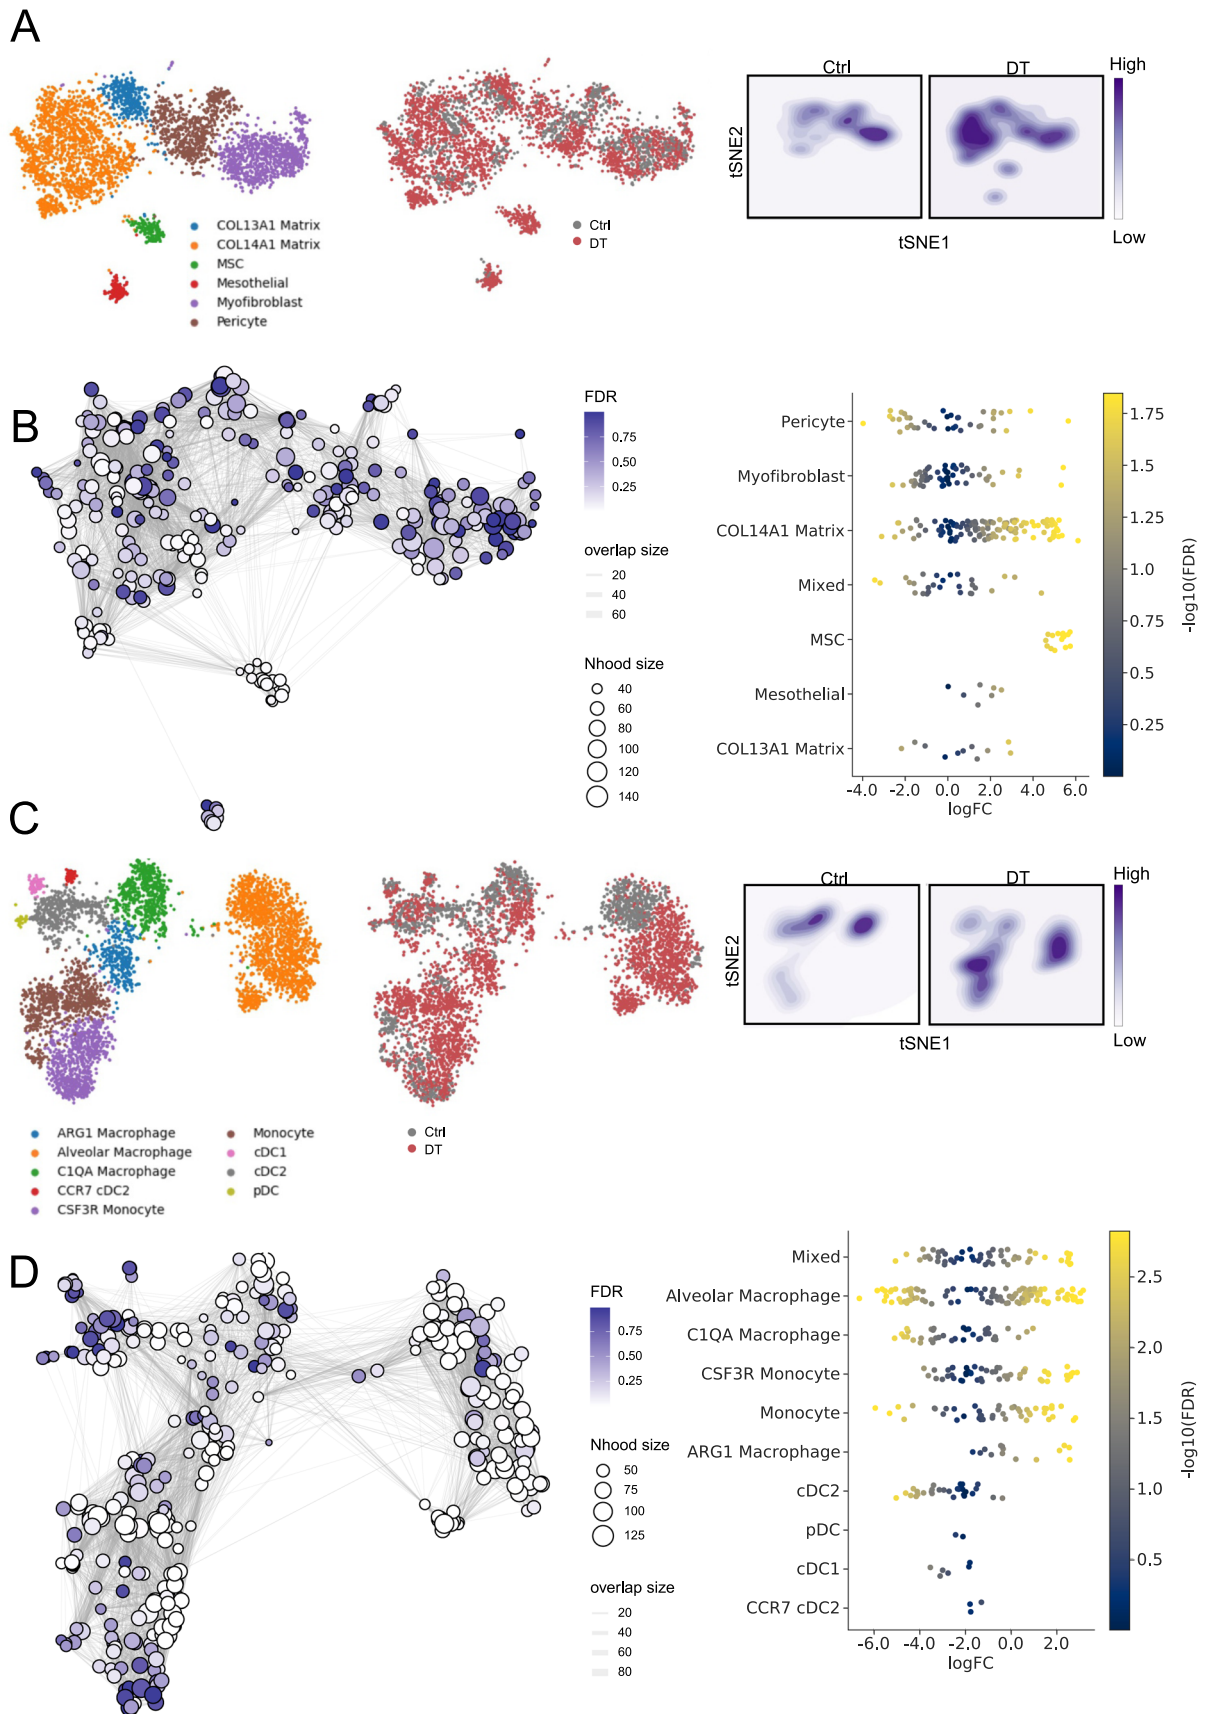 A
Ctrl
DT
High
tSNE2
Low
tSNE1
COL13A1 Matrix
COL14A1 Matrix
MSC
Mesothelial
Myofibroblast
Pericyte
Ctrl
DT
B
FDR
0.75
0.50
0.25
overlap size
20
40
60
Nhood size
40
60
80
100
120
140
Pericyte
Myofibroblast
COL14A1 Matrix
Mixed
MSC
Mesothelial
COL13A1 Matrix
-4.0 -2.0 0.0 2.0 4.0 6.0
logFC
1.75
1.5
1.25
1.0
0.75
0.5
0.25
-log10(FDR)
C
Ctrl
DT
High
tSNE2
Low
tSNE1
ARG1 Macrophage
Alveolar Macrophage
C1QA Macrophage
CCR7 cDC2
CSF3R Monocyte
Monocyte
cDC1
cDC2
pDC
Ctrl
DT
D
FDR
0.75
0.50
0.25
Nhood size
50
75
100
125
overlap size
20
40
60
80
Mixed
Alveolar Macrophage
C1QA Macrophage
CSF3R Monocyte
Monocyte
ARG1 Macrophage
cDC2
pDC
cDC1
CCR7 cDC2
-6.0 -4.0 -2.0 0.0 2.0
logFC
2.5
2.0
1.5
1.0
0.5
-log10(FDR)